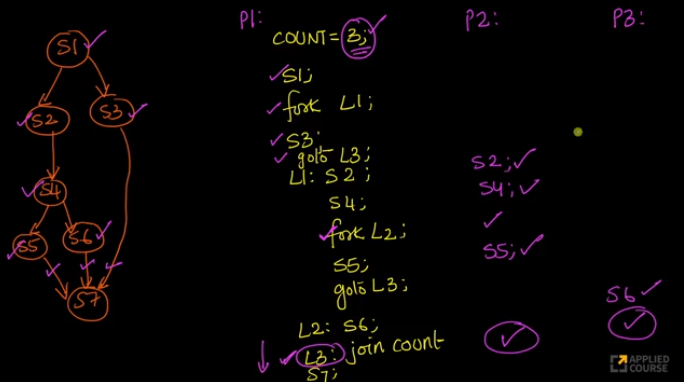 P1:
P2:
P3:
COUNT= 3;
S1
S1;
fork L1;
S2
S3
S3;
goto L3;
L1: S2;
S2;
S4
S4;
S4;
fork L2;
S5
S6
S5;
S5;
goto L3;
S7
S6
L2: S6;
L3: join count
S7;
APPLIED
COURSE